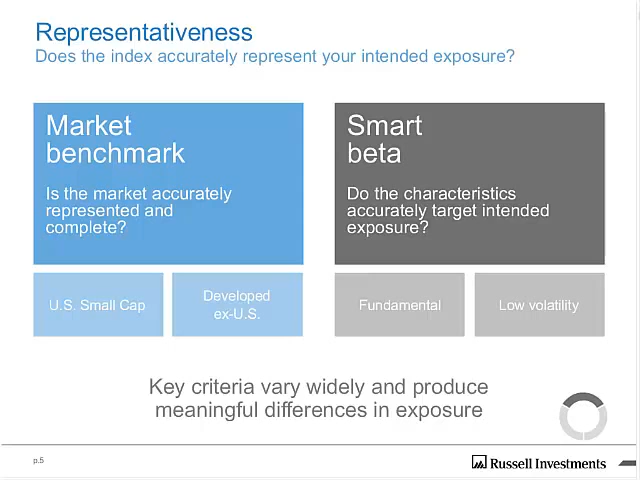 Representativeness
Does the index accurately represent your intended exposure?
Market
benchmark
Is the market accurately
represented and
complete?
U.S. Small Cap
Developed
ex-U.S.
Smart
beta
Do the characteristics
accurately target intended
exposure?
Fundamental
Low volatility
Key criteria vary widely and produce
meaningful differences in exposure
p.5
Russell Investments